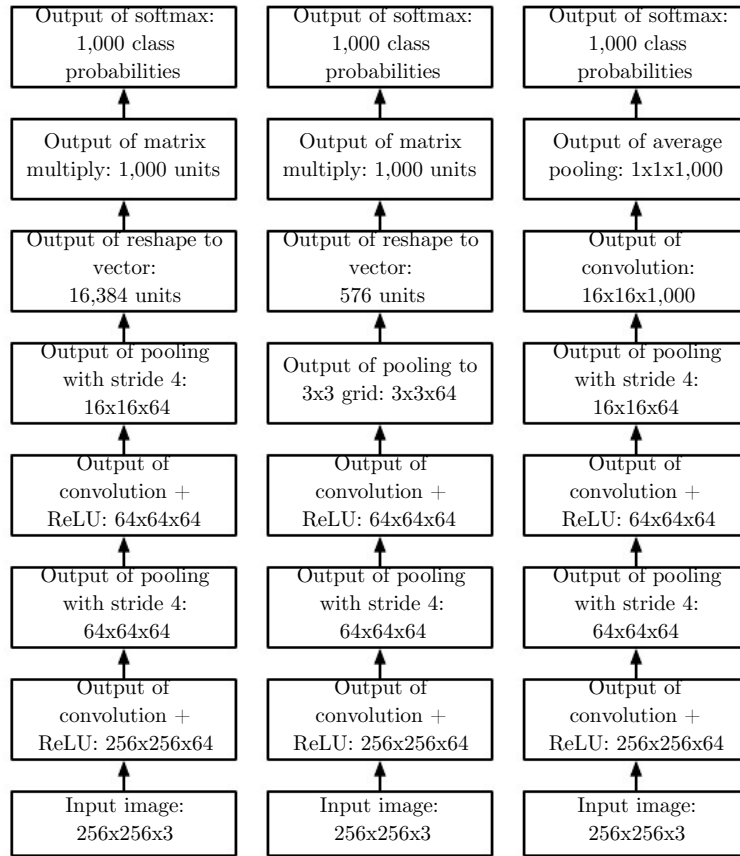 Output of softmax:
1,000 class
probabilities
Output of matrix
multiply: 1,000 units
Output of reshape to
vector:
16,384 units
Output of pooling
with stride 4:
16x16x64
Output of
convolution +
ReLU: 64x64x64
Output of pooling
with stride 4:
64x64x64
Output of
convolution +
ReLU: 256x256x64
Input image:
256x256x3
Output of softmax:
1,000 class
probabilities
Output of matrix
multiply: 1,000 units
Output of reshape to
vector:
576 units
Output of pooling to
3x3 grid: 3x3x64
Output of
convolution +
ReLU: 64x64x64
Output of pooling
with stride 4:
64x64x64
Output of
convolution +
ReLU: 256x256x64
Input image:
256x256x3
Output of softmax:
1,000 class
probabilities
Output of average
pooling: 1x1x1,000
Output of
convolution:
16x16x1,000
Output of pooling
with stride 4:
16x16x64
Output of
convolution +
ReLU: 64x64x64
Output of pooling
with stride 4:
64x64x64
Output of
convolution +
ReLU: 256x256x64
Input image:
256x256x3